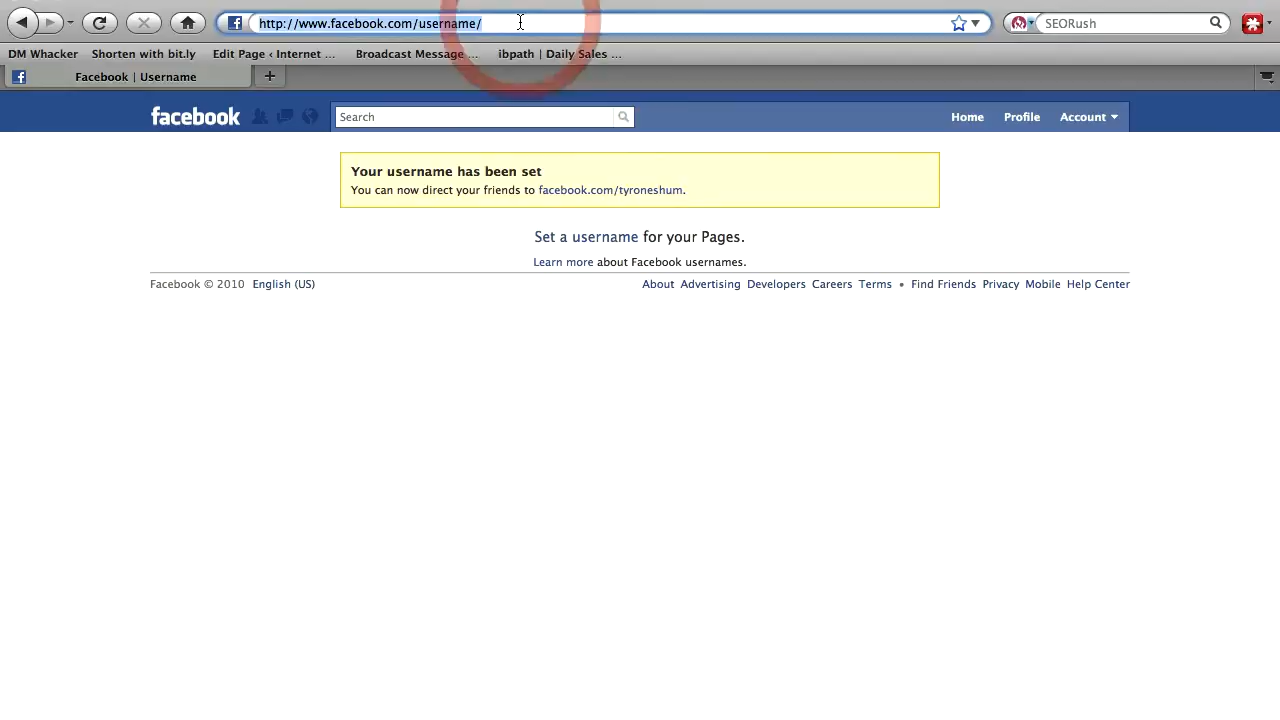 http://www.facebook.com/username/
SEORush
DM Whacker Shorten with bit.ly Edit Page ‹ Internet ... Broadcast Message ... ibpath | Daily Sales ...
Facebook | Username
facebook Search Home Profile Account
Your username has been set
You can now direct your friends to facebook.com/tyroneshum.
Set a username for your Pages.
Learn more about Facebook usernames.
Facebook © 2010 English (US) About Advertising Developers Careers Terms • Find Friends Privacy Mobile Help Center